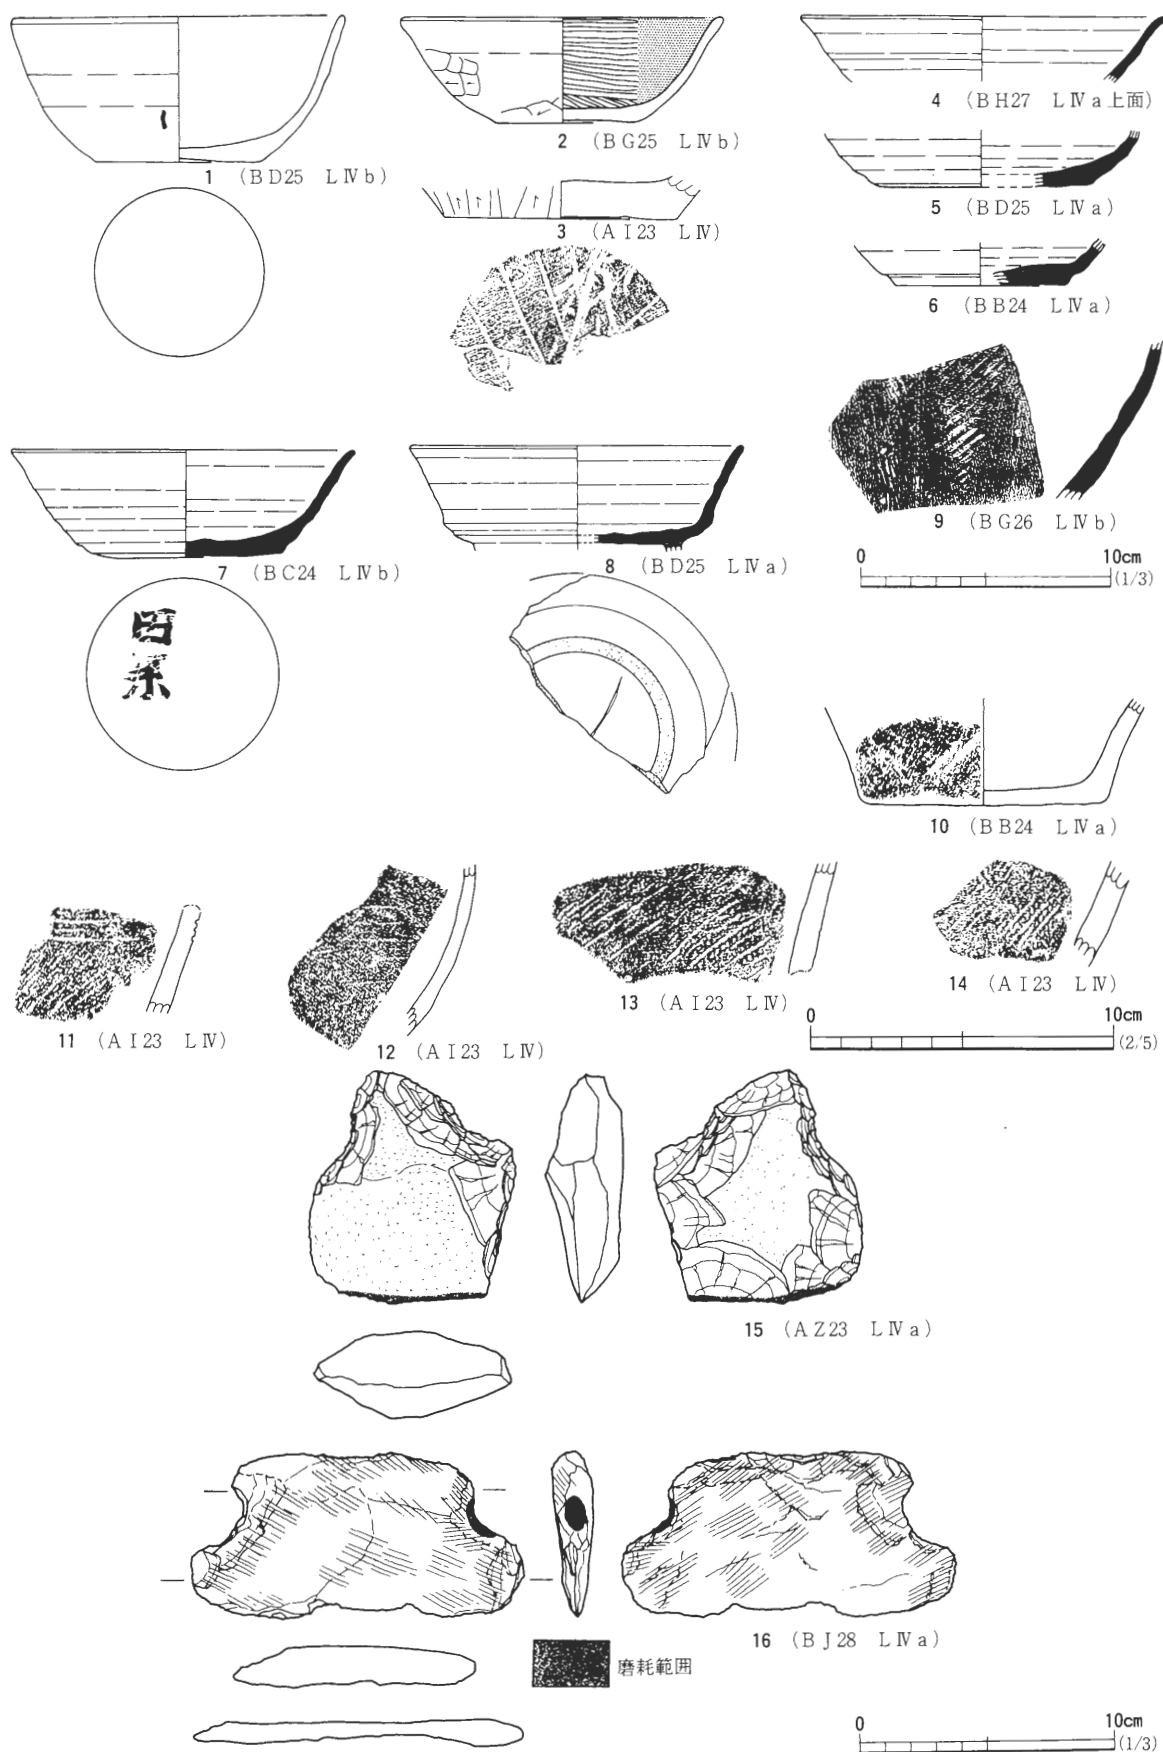 1 (BD25 LⅣb)
2 (BG25 LⅣb)
3 (AI23 LⅣ)
4 (BH27 LⅣa上面)
5 (BD25 LⅣa)
6 (BB24 LⅣa)
7 (BC24 LⅣb)
8 (BD25 LⅣa)
9 (BG26 LⅣb)
0 10cm
(1/3)
10 (BB24 LⅣa)
11 (AI23 LⅣ)
12 (AI23 LⅣ)
13 (AI23 LⅣ)
14 (AI23 LⅣ)
0 10cm
(2/5)
15 (AZ23 LⅣa)
16 (BJ28 LⅣa)
磨耗範囲
0 10cm
(1/3)